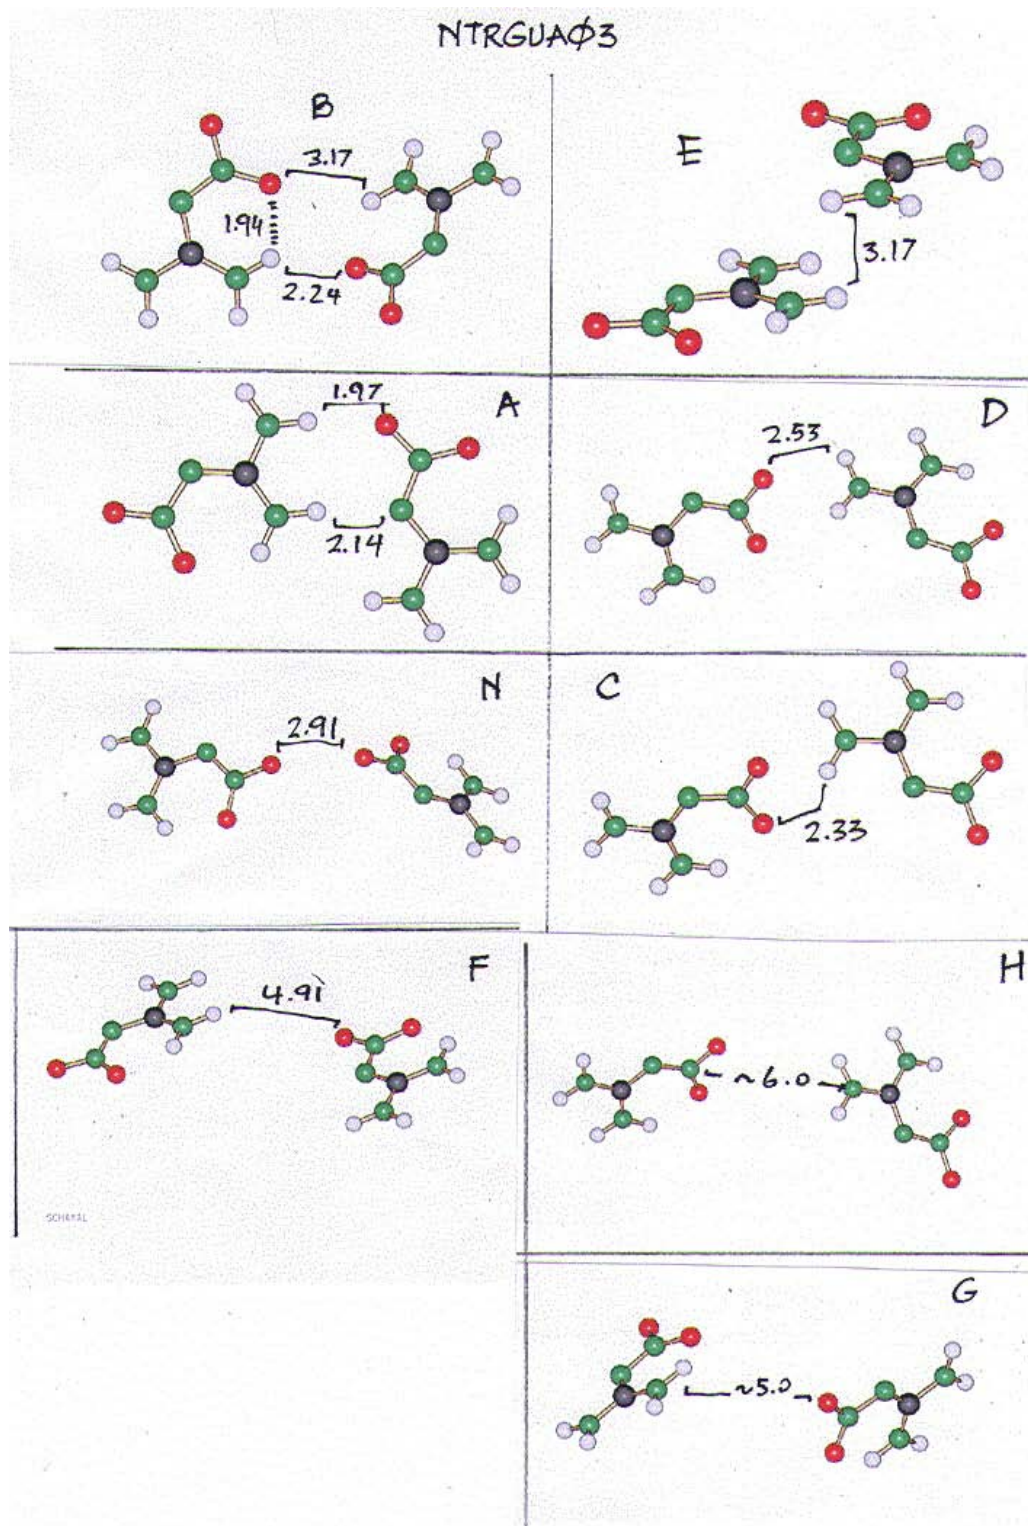 NTRGUAØ3
B
3.17
1.94
2.24
E
3.17
A
1.97
2.14
D
2.53
N
2.91
C
2.33
F
4.91
H
~6.0
SCHAKAL
G
~5.0